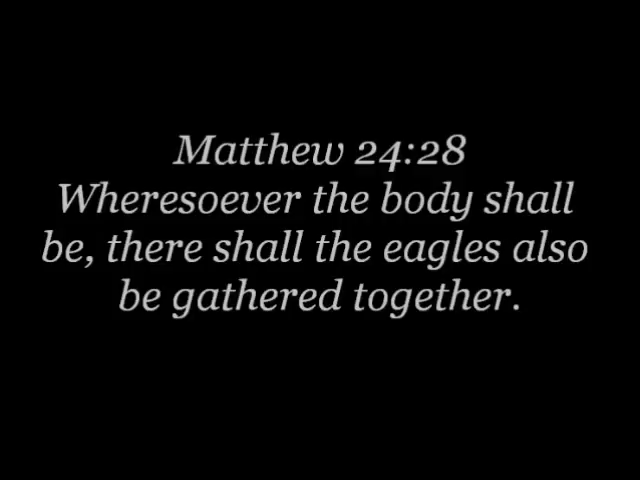 Matthew 24:28
Wheresoever the body shall
be, there shall the eagles also
be gathered together.